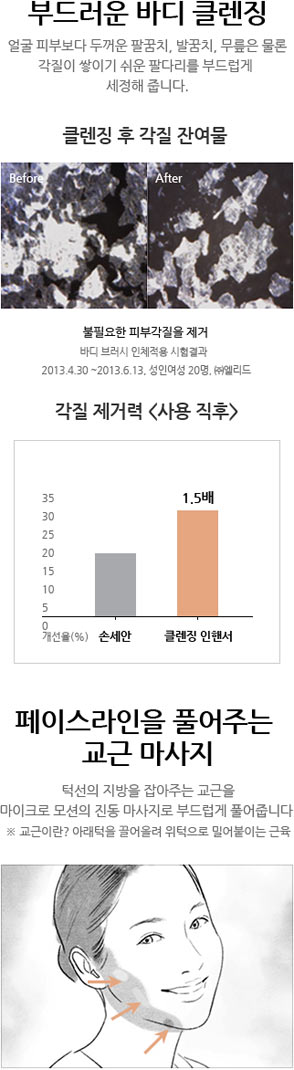 부드러운 바디 클렌징
얼굴 피부보다 두꺼운 팔꿈치, 발꿈치, 무릎은 물론
각질이 쌓이기 쉬운 팔다리를 부드럽게
세정해 줍니다.
클렌징 후 각질 잔여물
Before
After
불필요한 피부각질을 제거
바디 브러시 인체적용 시험결과
2013.4.30 ~2013.6.13, 성인여성 20명, ㈜엘리드
각질 제거력 <사용 직후>
35
30
25
20
15
10
5
0
1.5배
개선율(%)
손세안
클렌징 인핸서
페이스라인을 풀어주는
교근 마사지
턱선의 지방을 잡아주는 교근을
마이크로 모션의 진동 마사지로 부드럽게 풀어줍니다
※ 교근이란? 아래턱을 끌어올려 위턱으로 밀어붙이는 근육